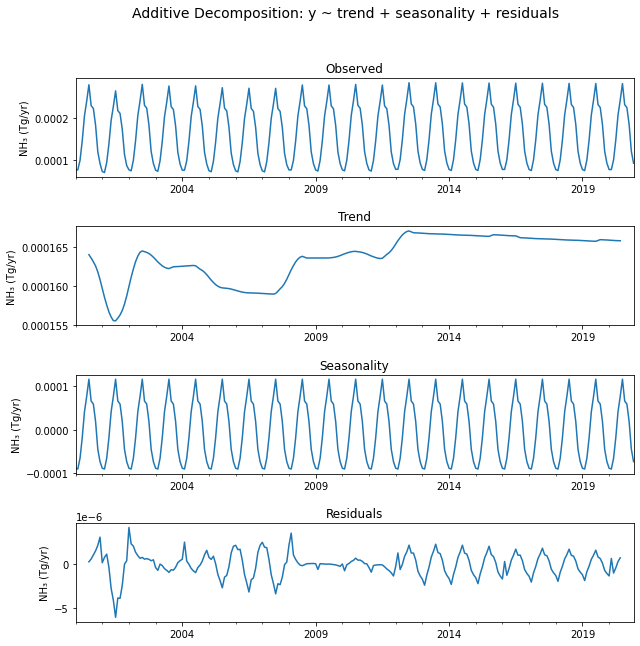 Additive Decomposition: y ~ trend + seasonality + residuals
Observed
NH₃ (Tg/yr)
0.0002
0.0001
2004 2009 2014 2019
Trend
NH₃ (Tg/yr)
0.000165
0.000160
0.000155
2004 2009 2014 2019
Seasonality
NH₃ (Tg/yr)
0.0001
0.0000
−0.0001
2004 2009 2014 2019
Residuals
1e−6
NH₃ (Tg/yr)
0
−5
2004 2009 2014 2019